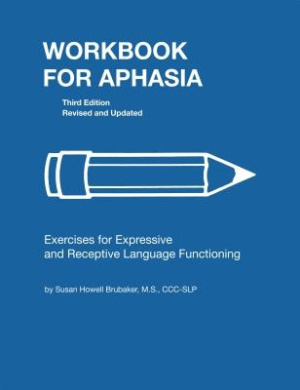 WORKBOOK
FOR APHASIA
Third Edition
Revised and Updated
Exercises for Expressive
and Receptive Language Functioning
by Susan Howell Brubaker, M.S., CCC-SLP